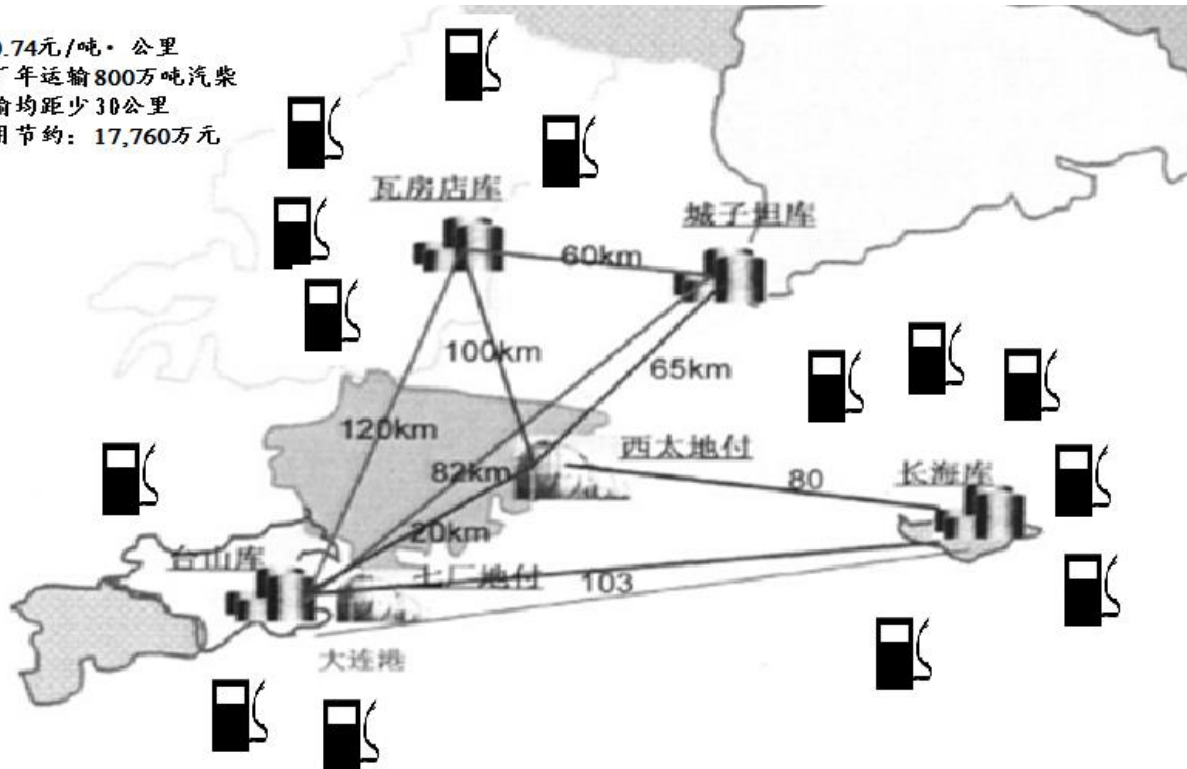 .74元/吨·公里
厂年运输800万吨汽柴
输均距少30公里
用节约：17,760万元
瓦房店库
城子坦库
60km
100km
65km
120km
西太地付
82km
80
长海库
20km
台山库
七厂地付
103
大连港